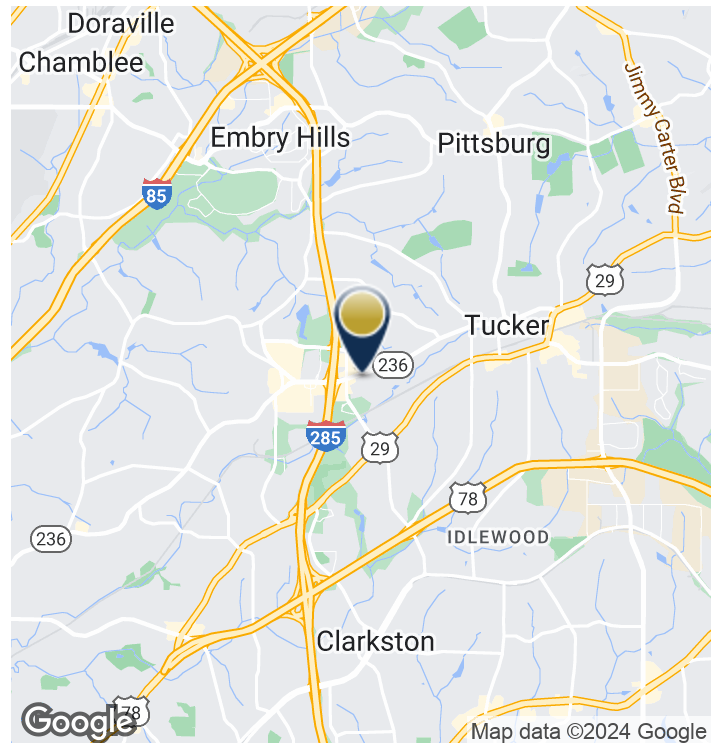 Doraville
Chamblee
Embry Hills
Pittsburg
Jimmy Carter Blvd
85
29
Tucker
236
285
29
78
236
IDLEWOOD
Clarkston
78
Google
Map data ©2024 Google